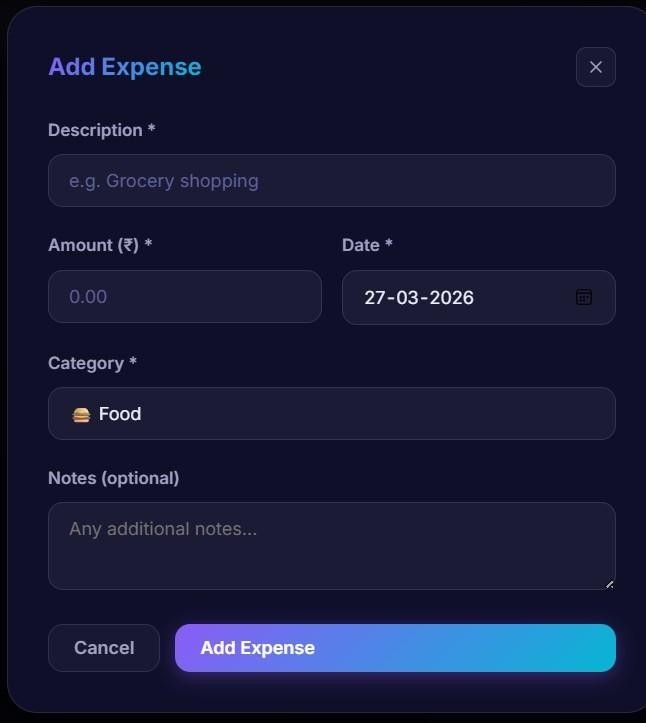 Add Expense
Description *
e.g. Grocery shopping
Amount (₹) * Date *
0.00 27-03-2026
Category *
🍔 Food
Notes (optional)
Any additional notes...
Cancel Add Expense